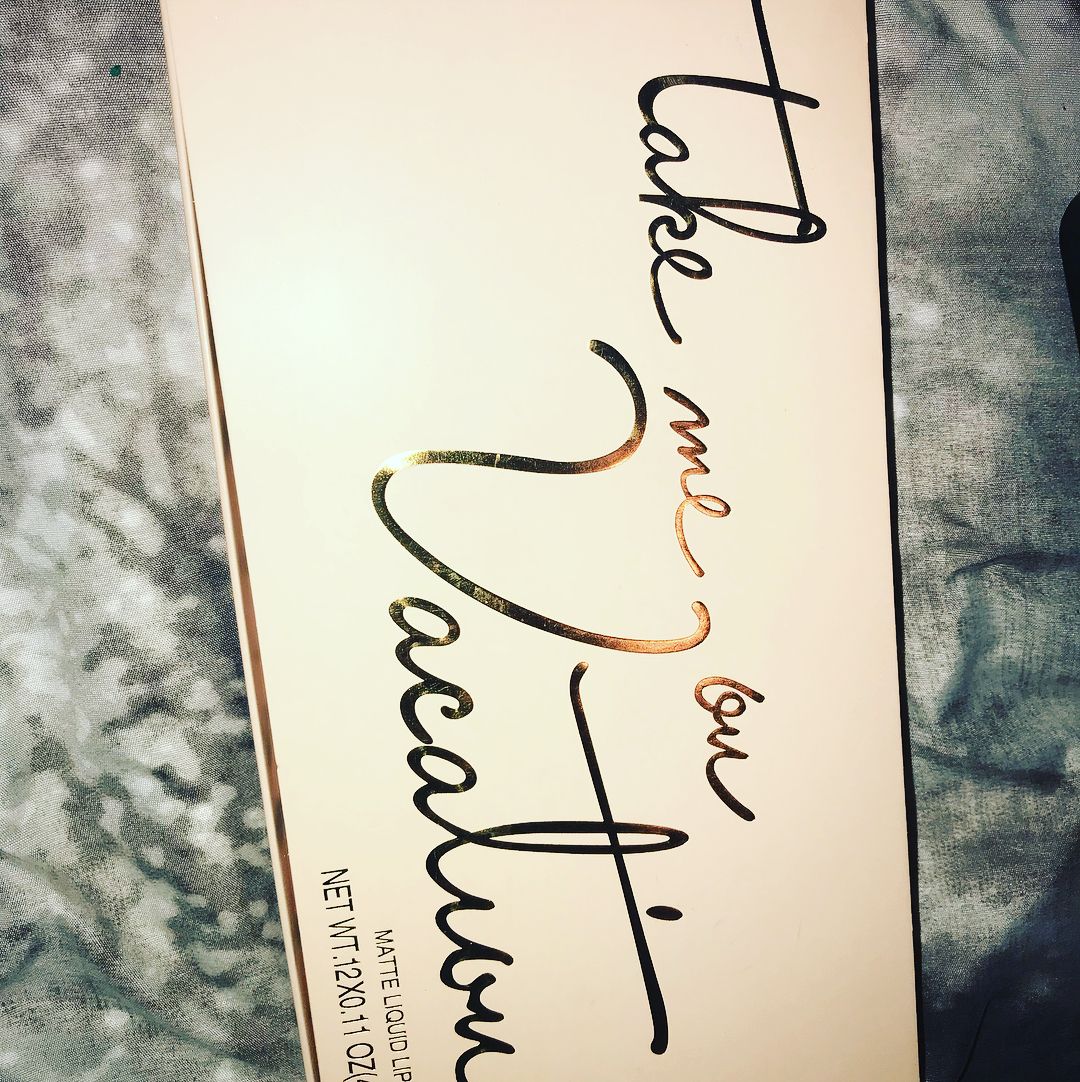 take me on
Vacation
MATTE LIQUID LIP
NET WT.12X0.11 OZ(